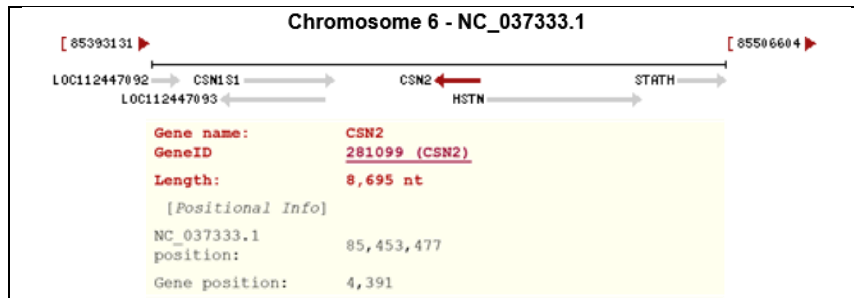 Chromosome 6 - NC_037333.1
[ 85393131
[ 85506604
LOC112447092 CSN1S1 CSN2 STATH
LOC112447093 HSTN
Gene name: CSN2
GeneID 281099 (CSN2)
Length: 8,695 nt
[Positional Info]
NC_037333.1
position: 85,453,477
Gene position: 4,391